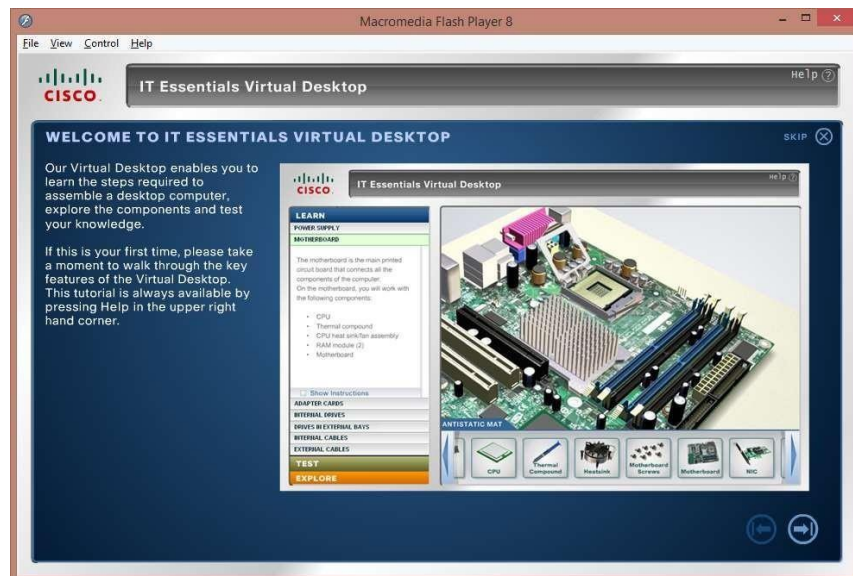 Macromedia Flash Player 8
File View Control Help
CISCO
IT Essentials Virtual Desktop
Help ?
WELCOME TO IT ESSENTIALS VIRTUAL DESKTOP
SKIP
Our Virtual Desktop enables you to
learn the steps required to
assemble a desktop computer,
explore the components and test
your knowledge.
If this is your first time, please take
a moment to walk through the key
features of the Virtual Desktop.
This tutorial is always available by
pressing Help in the upper right
hand corner.
CISCO
IT Essentials Virtual Desktop
Help ?
LEARN
POWER SUPPLY
MOTHERBOARD
The motherboard is the main printed
circuit board that connects all the
components of the computer.
On the motherboard, you will work with
the following components:
• CPU
• Thermal compound
• CPU heat sink/fan assembly
• RAM module (2)
• Motherboard
Show Instructions
ADAPTER CARDS
INTERNAL DRIVES
DRIVES IN EXTERNAL BAYS
INTERNAL CABLES
EXTERNAL CABLES
TEST
EXPLORE
ANTISTATIC MAT
CPU
Thermal
Compound
Heatsink
Motherboard
Screws
Motherboard
NIC